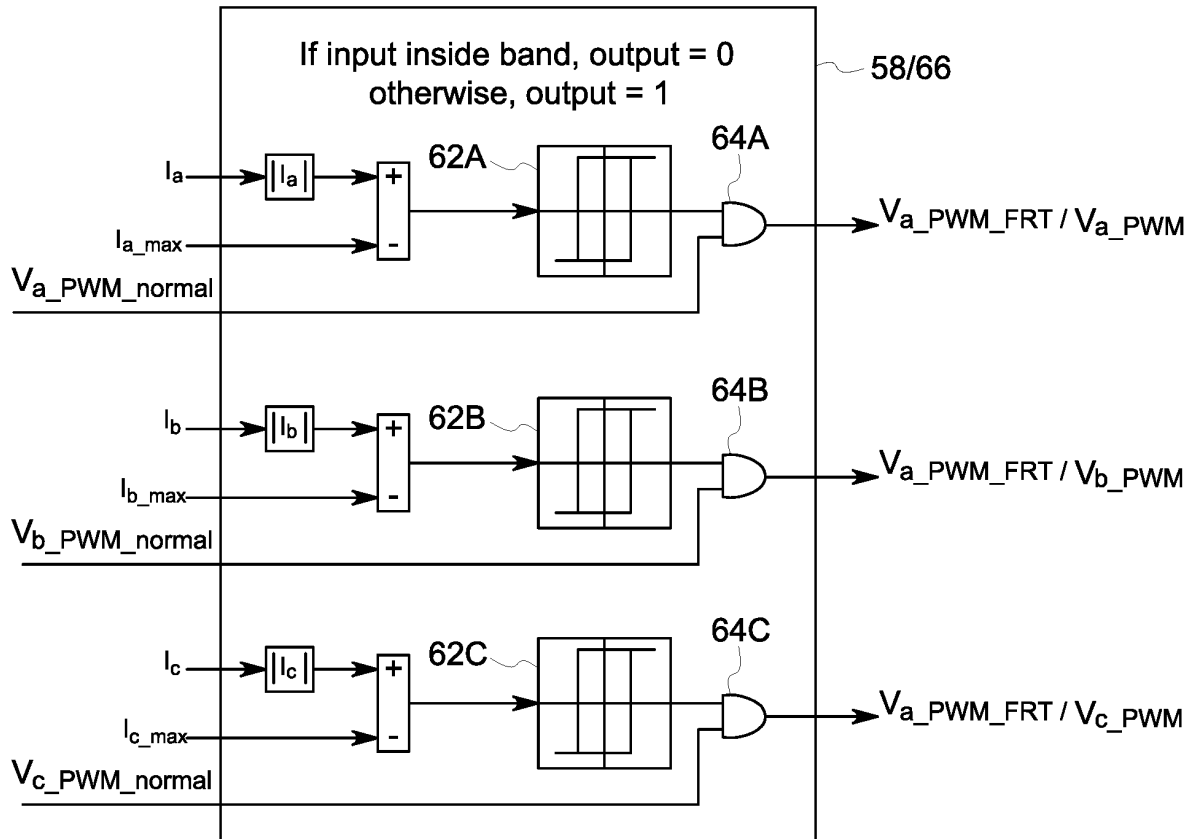 If input inside band, output = 0
otherwise, output = 1
58/66
62A
64A
I_a
|I_a|
+
I_a_max
-
V_a_PWM_normal
V_a_PWM_FRT / V_a_PWM
62B
64B
I_b
|I_b|
+
I_b_max
-
V_b_PWM_normal
V_a_PWM_FRT / V_b_PWM
62C
64C
I_c
|I_c|
+
I_c_max
-
V_c_PWM_normal
V_a_PWM_FRT / V_c_PWM